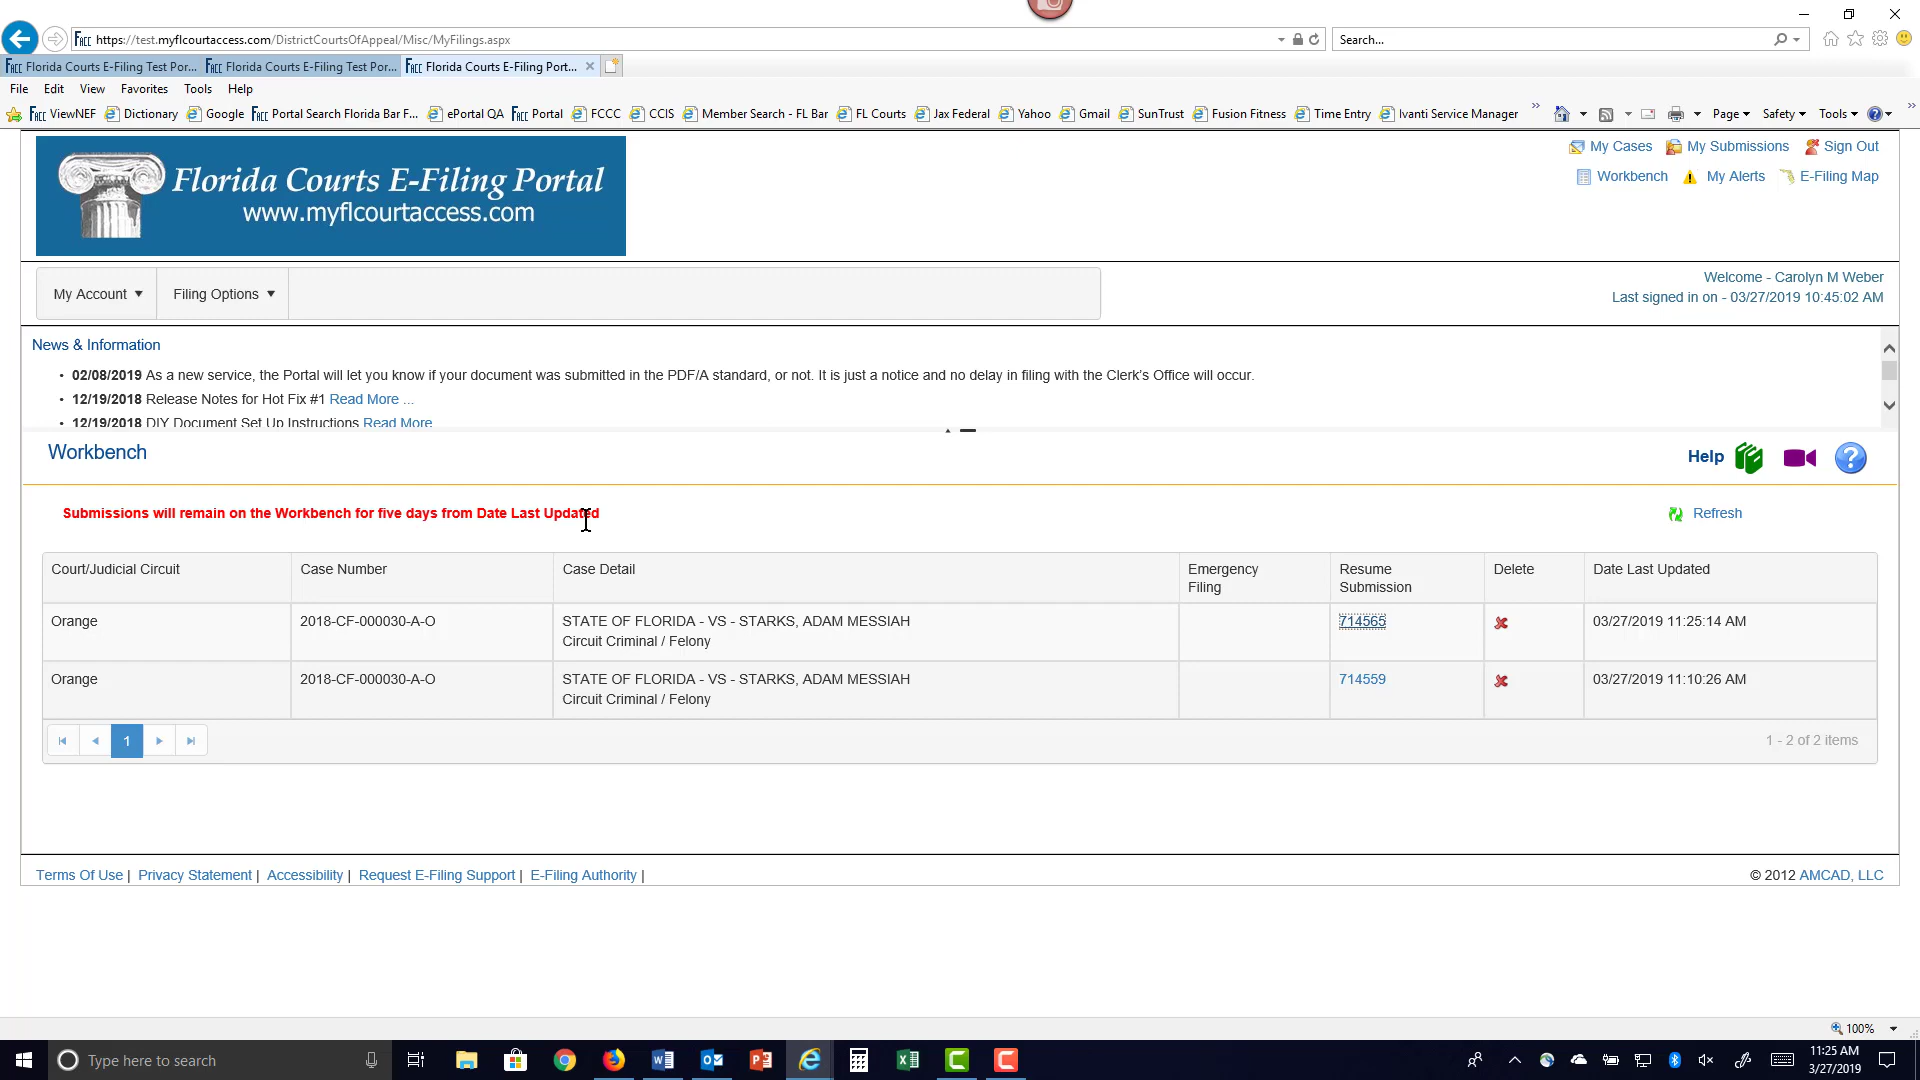 https://test.myflcourtaccess.com/DistrictCourtsOfAppeal/Misc/MyFilings.aspx
Search...
Florida Courts E-Filing Test Por...
Florida Courts E-Filing Test Por...
Florida Courts E-Filing Port...
File Edit View Favorites Tools Help
ViewNEF Dictionary Google Portal Search Florida Bar F... ePortal QA Portal FCCC CCIS Member Search - FL Bar FL Courts Jax Federal Yahoo Gmail SunTrust Fusion Fitness Time Entry Ivanti Service Manager Page Safety Tools
Florida Courts E-Filing Portal
www.myflcourtaccess.com
My Cases My Submissions Sign Out
Workbench My Alerts E-Filing Map
My Account Filing Options
Welcome - Carolyn M Weber
Last signed in on - 03/27/2019 10:45:02 AM
News & Information
• 02/08/2019 As a new service, the Portal will let you know if your document was submitted in the PDF/A standard, or not. It is just a notice and no delay in filing with the Clerk's Office will occur.
• 12/19/2018 Release Notes for Hot Fix #1 Read More ...
• 12/19/2018 DIY Document Set Up Instructions Read More
Workbench
Help
Submissions will remain on the Workbench for five days from Date Last Updated
Refresh
Court/Judicial Circuit Case Number Case Detail Emergency Filing Resume Submission Delete Date Last Updated
Orange 2018-CF-000030-A-O STATE OF FLORIDA - VS - STARKS, ADAM MESSIAH 714565 03/27/2019 11:25:14 AM
Circuit Criminal / Felony
Orange 2018-CF-000030-A-O STATE OF FLORIDA - VS - STARKS, ADAM MESSIAH 714559 03/27/2019 11:10:26 AM
Circuit Criminal / Felony
1
1 - 2 of 2 items
Terms Of Use | Privacy Statement | Accessibility | Request E-Filing Support | E-Filing Authority |
© 2012 AMCAD, LLC
100%
Type here to search
11:25 AM
3/27/2019